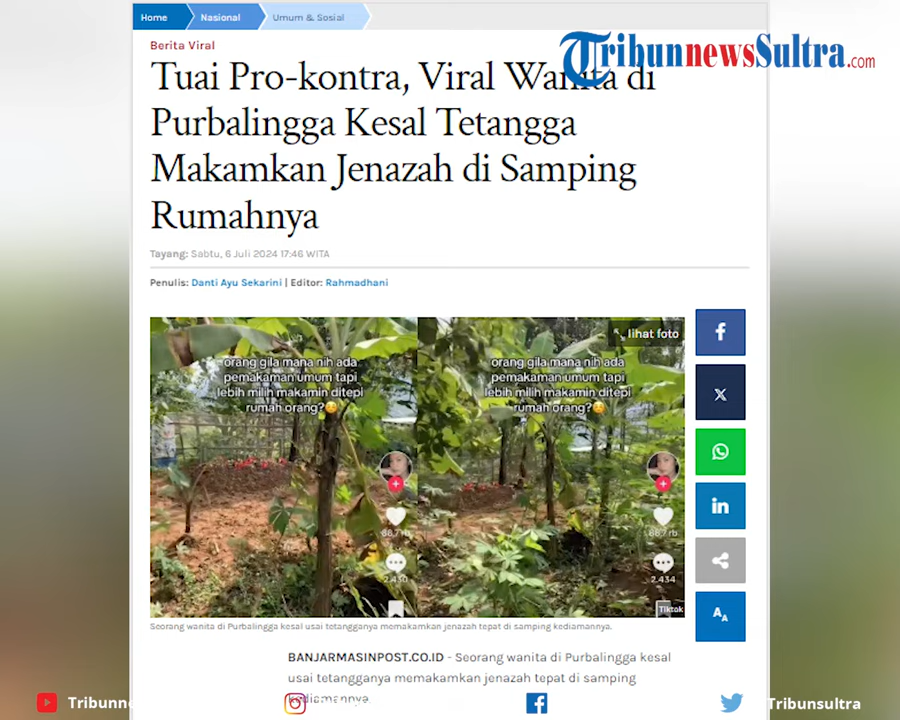 Home
Nasional
Umum & Sosial
Berita Viral
TribunnewsSultra.com
Tuai Pro-kontra, Viral Wanita di
Purbalingga Kesal Tetangga
Makamkan Jenazah di Samping
Rumahnya
Tayang: Sabtu, 6 Juli 2024 17:46 WITA
Penulis: Danti Ayu Sekarini | Editor: Rahmadhani
lihat foto
orang gila mana nih ada
pemakaman umum tapi
lebih milih makamin ditepi
rumah orang?
orang gila mana nih ada
pemakaman umum tapi
lebih milih makamin ditepi
rumah orang?
88,7 rb
2.430
2.434
Tiktok
AA
Seorang wanita di Purbalingga kesal usai tetangganya memakamkan jenazah tepat di samping kediamannya.
BANJARMASINPOST.CO.ID - Seorang wanita di Purbalingga kesal
usai tetangganya memakamkan jenazah tepat di samping
kediamannya.
Tribunsultra